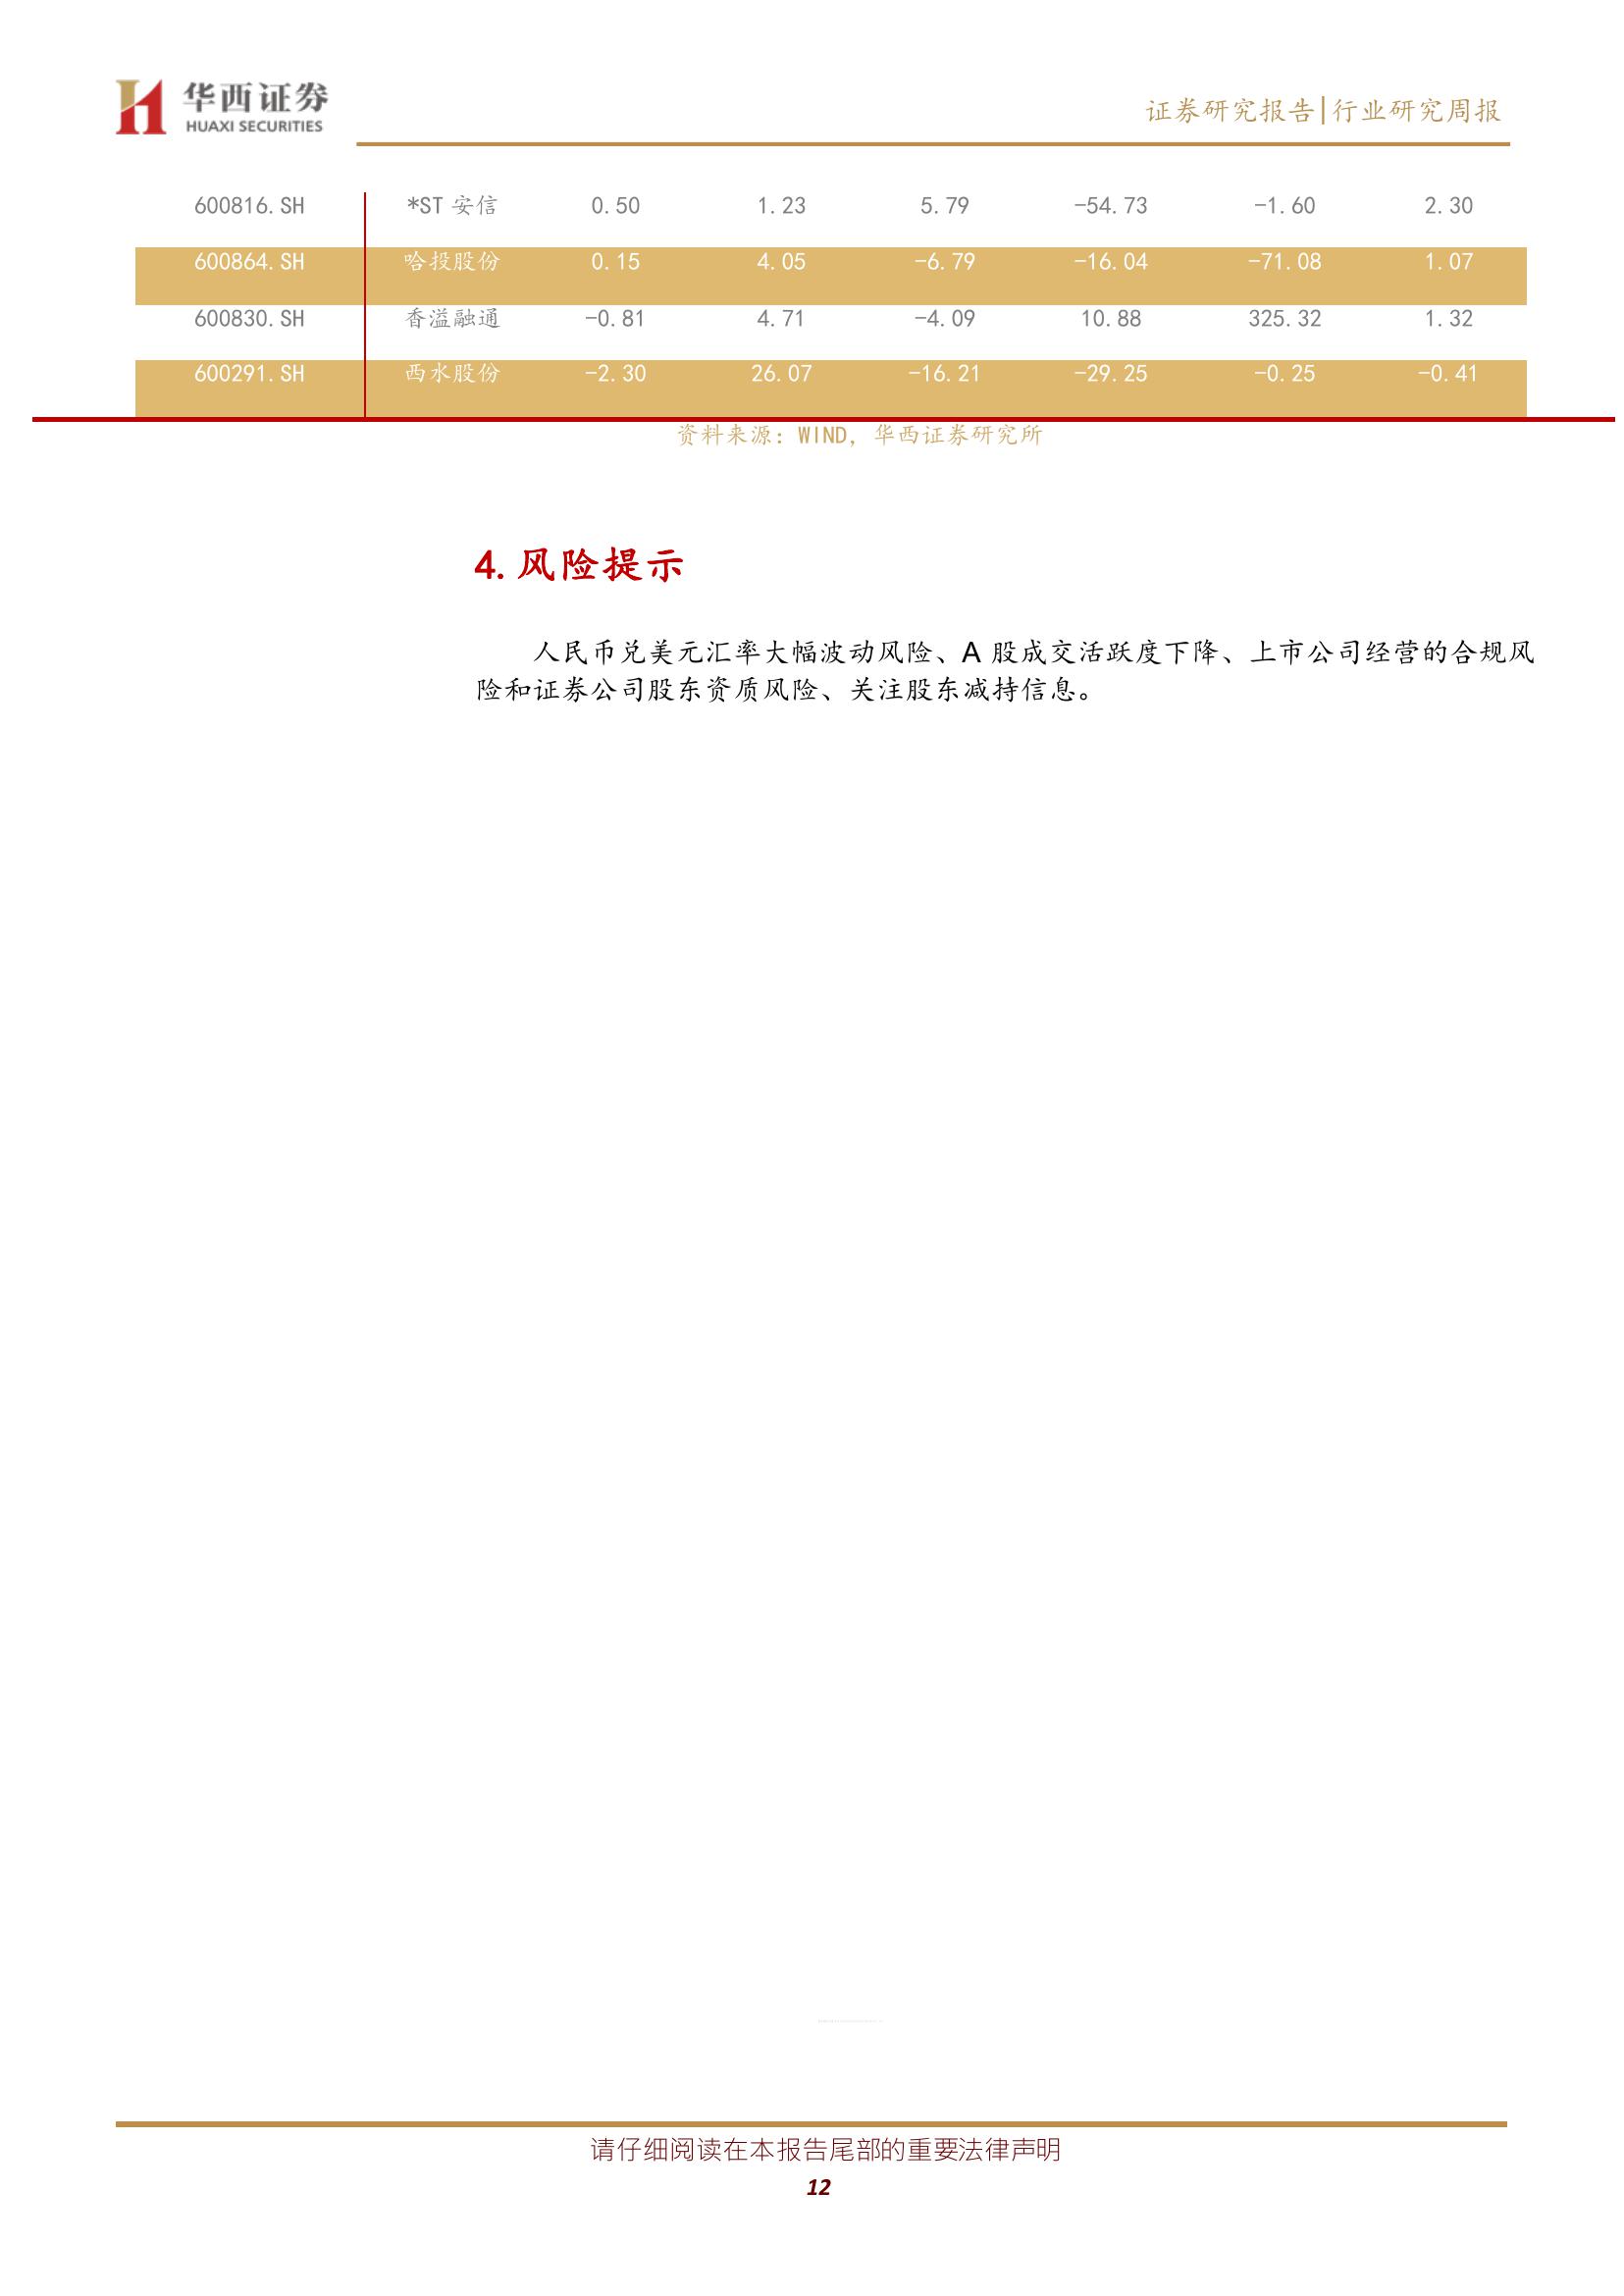 华西证券
HUAXI SECURITIES
证券研究报告|行业研究周报
600816.SH *ST 安信 0.50 1.23 5.79 -54.73 -1.60 2.30
600864.SH 哈投股份 0.15 4.05 -6.79 -16.04 -71.08 1.07
600830.SH 香溢融通 -0.81 4.71 -4.09 10.88 325.32 1.32
600291.SH 西水股份 -2.30 26.07 -16.21 -29.25 -0.25 -0.41
资料来源：WIND，华西证券研究所
4.风险提示
人民币兑美元汇率大幅波动风险、A 股成交活跃度下降、上市公司经营的合规风
险和证券公司股东资质风险、关注股东减持信息。
请仔细阅读在本报告尾部的重要法律声明
12